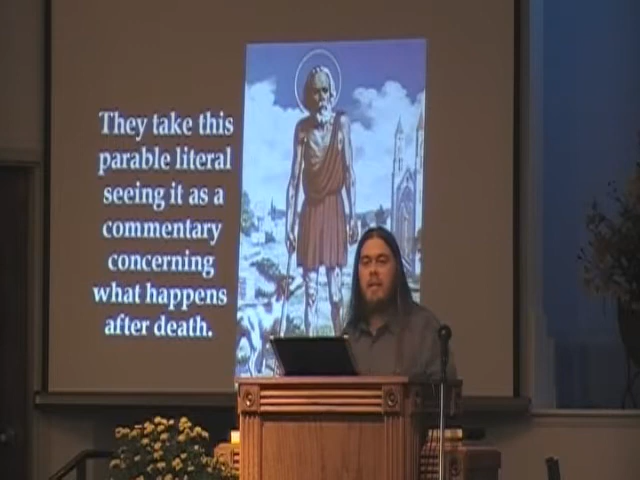 They take this
parable literal
seeing it as a
commentary
concerning
what happens
after death.